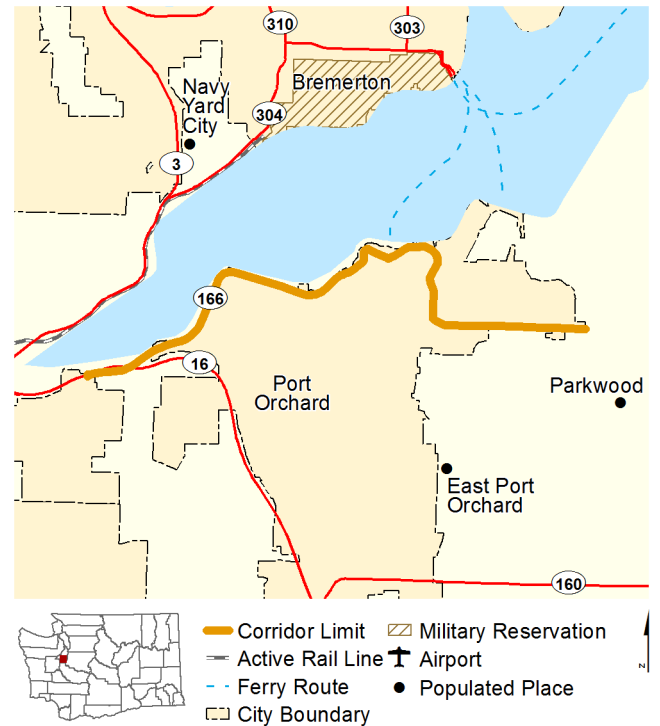 310
303
Bremerton
Navy
Yard
City
304
3
166
16
Port
Orchard
Parkwood
East Port
Orchard
160
Corridor Limit
Military Reservation
Active Rail Line
Airport
Ferry Route
Populated Place
City Boundary
N